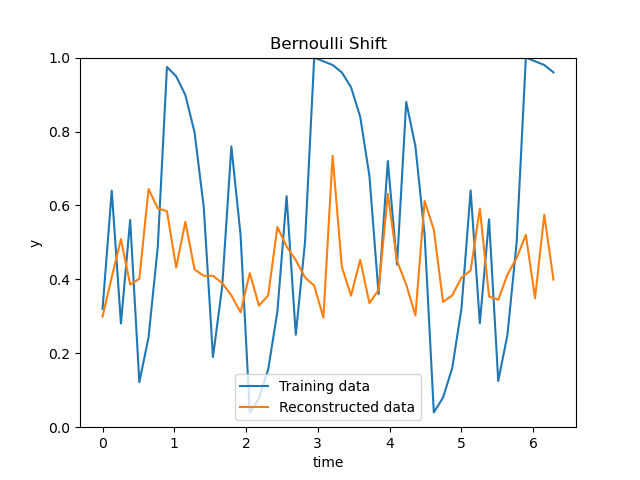 Bernoulli Shift
1.0
0.8
0.6
0.4
0.2
0.0
y
0 1 2 3 4 5 6
time
Training data
Reconstructed data